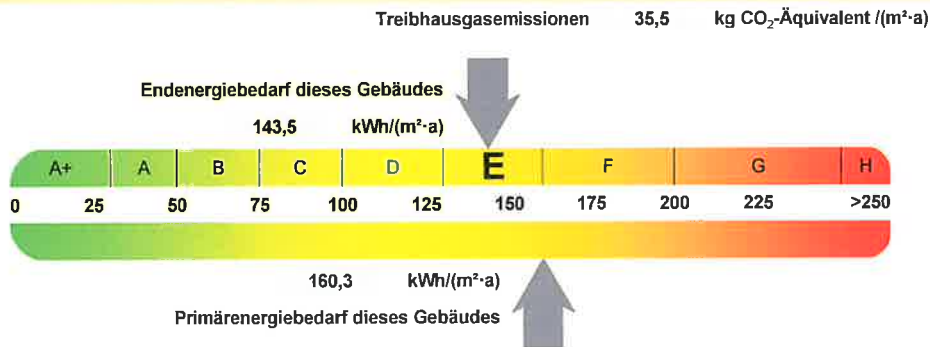 Treibhausgasemissionen 35,5 kg CO₂-Äquivalent /(m²·a)
Endenergiebedarf dieses Gebäudes
143,5 kWh/(m²·a)
A+ A B C D E F G H
0 25 50 75 100 125 150 175 200 225 >250
160,3 kWh/(m²·a)
Primärenergiebedarf dieses Gebäudes